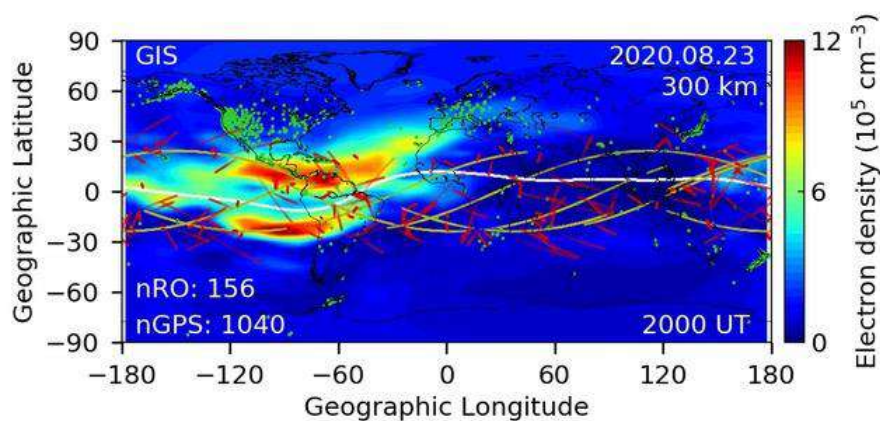 GIS
2020.08.23
300 km
nRO: 156
nGPS: 1040
2000 UT
90
60
30
0
−30
−60
−90
Geographic Latitude
−180
−120
−60
0
60
120
180
Geographic Longitude
12
6
0
Electron density (10⁵ cm⁻³)